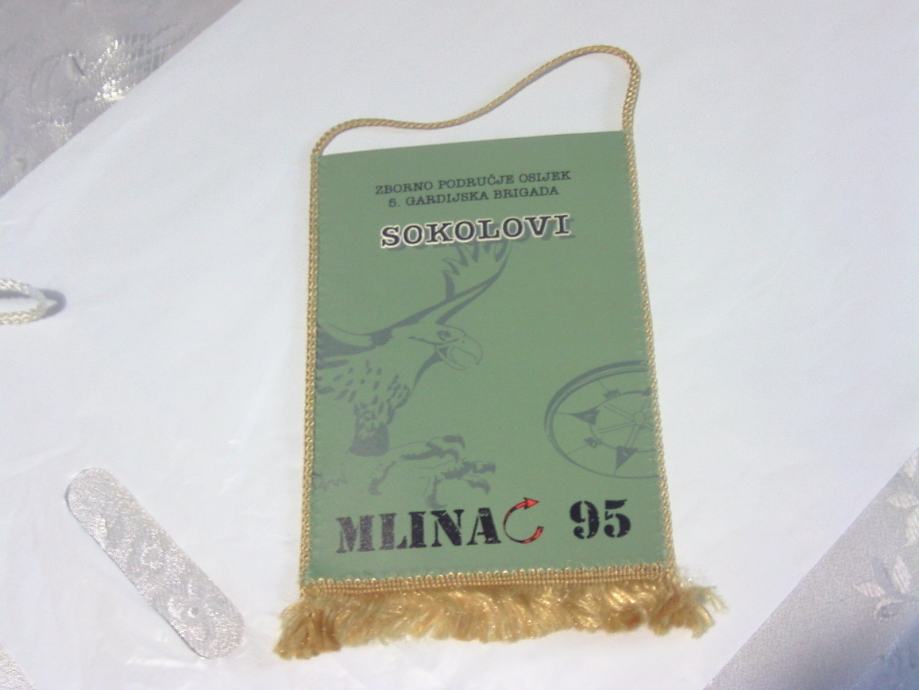 ZBORNO PODRUČJE OSIJEK
5. GARDIJSKA BRIGADA
SOKOLOVI
MLINAC 95